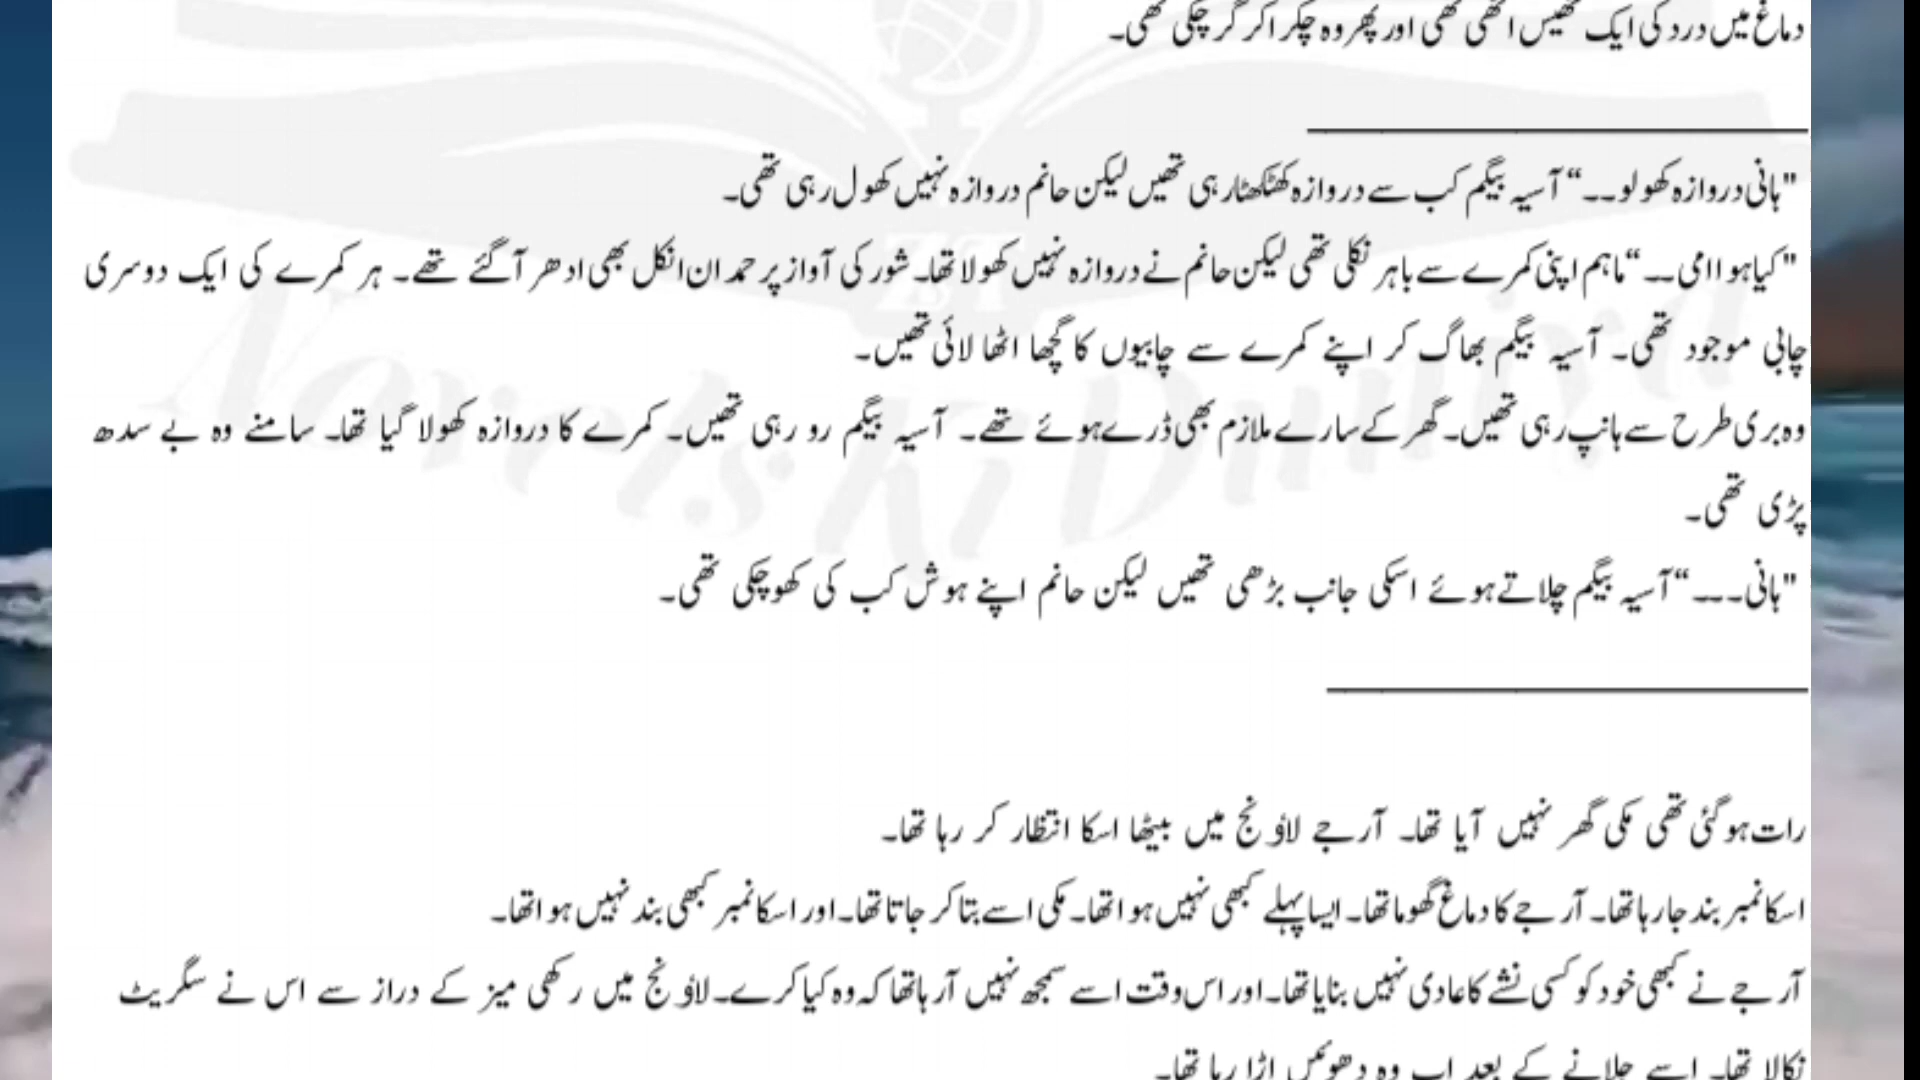 دماغ میں درد کی ایک ٹھیس اٹھی تھی اور پھر وہ چکرا کر گر چکی تھی۔
"ہانی دروازہ کھولو۔۔“ آسیہ بیگم کب سے دروازہ کھٹکھٹا رہی تھیں لیکن حانم دروازہ نہیں کھول رہی تھی۔
"کیا ہوا امی۔۔“ ماہم اپنی کمرے سے باہر نکلی تھی لیکن حانم نے دروازہ نہیں کھولا تھا۔ شور کی آواز پر حمدان انکل بھی ادھر آگئے تھے۔ ہر کمرے کی ایک دوسری
چابی موجود تھی۔ آسیہ بیگم بھاگ کر اپنے کمرے سے چابیوں کا گچھا اٹھا لائی تھیں۔
وہ بری طرح سے ہانپ رہی تھیں۔ گھر کے سارے ملازم بھی ڈرے ہوئے تھے۔ آسیہ بیگم رو رہی تھیں۔ کمرے کا دروازہ کھولا گیا تھا۔ سامنے وہ بے سدھ
پڑی تھی۔
"ہانی۔۔۔“ آسیہ بیگم چلاتے ہوئے اسکی جانب بڑھی تھیں لیکن حانم اپنے ہوش کب کی کھو چکی تھی۔
رات ہوگئی تھی مکی گھر نہیں آیا تھا۔ آرجے لاؤنج میں بیٹھا اسکا انتظار کر رہا تھا۔
اسکا نمبر بند جا رہا تھا۔ آرجے کا دماغ گھوما تھا۔ ایسا پہلے کبھی نہیں ہوا تھا۔ مکی اسے بتا کر جاتا تھا۔ اور اسکا نمبر کبھی بند نہیں ہوا تھا۔
آرجے نے کبھی خود کو کسی نشے کا عادی نہیں بنایا تھا۔ اور اس وقت اسے سمجھ نہیں آ رہا تھا کہ وہ کیا کرے۔ لاؤنج میں رکھی میز کے دراز سے اس نے سگریٹ
نکالا تھا۔ اسے جلانے کے بعد اب وہ دھوئیں اڑا رہا تھا۔
Novels Ki Duniya